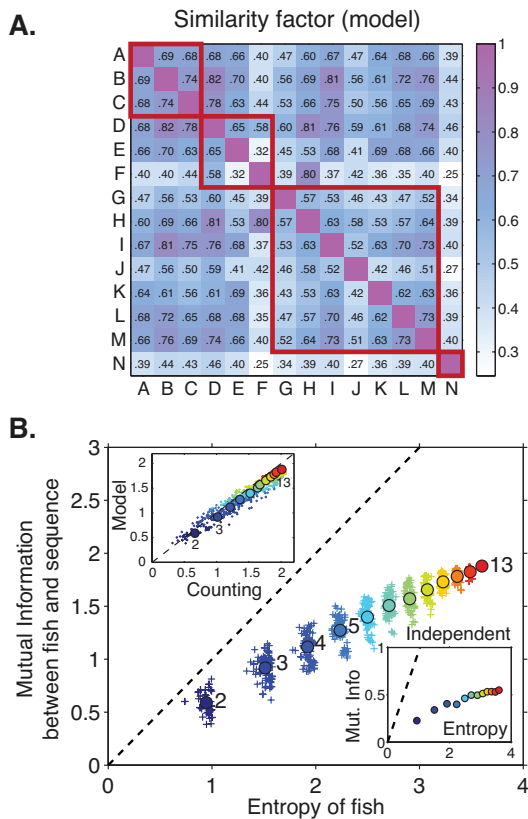 A.
Similarity factor (model)
A .69 .68 .68 .66 .40 .47 .60 .67 .47 .64 .68 .66 .39
B .69 .74 .82 .70 .40 .56 .69 .81 .56 .61 .72 .76 .44
C .68 .74 .78 .63 .44 .53 .66 .75 .50 .56 .65 .69 .43
D .68 .82 .78 .65 .58 .60 .81 .76 .59 .61 .68 .74 .46
E .66 .70 .63 .65 .32 .45 .53 .68 .41 .69 .68 .66 .40
F .40 .40 .44 .58 .32 .39 .80 .37 .42 .36 .35 .40 .25
G .47 .56 .53 .60 .45 .39 .57 .53 .46 .43 .47 .52 .34
H .60 .69 .66 .81 .53 .80 .57 .63 .58 .53 .57 .64 .39
I .67 .81 .75 .76 .68 .37 .53 .63 .52 .63 .70 .73 .40
J .47 .56 .50 .59 .41 .42 .46 .58 .52 .42 .46 .51 .27
K .64 .61 .56 .61 .69 .36 .43 .53 .63 .42 .62 .63 .36
L .68 .72 .65 .68 .68 .35 .47 .57 .70 .46 .62 .73 .39
M .66 .76 .69 .74 .66 .40 .52 .64 .73 .51 .63 .73 .40
N .39 .44 .43 .46 .40 .25 .34 .39 .40 .27 .36 .39 .40
A B C D E F G H I J K L M N
1
0.9
0.8
0.7
0.6
0.5
0.4
0.3
B.
Mutual Information
between fish and sequence
3
2.5
2
1.5
1
0.5
0
0 1 2 3 4
Entropy of fish
2
3
4
5
13
Model
2
1.5
1
0.5
0
0 0.5 1 1.5 2
Counting
2
3
13
Independent
Mut. Info
1
0.5
0
0 2 4
Entropy